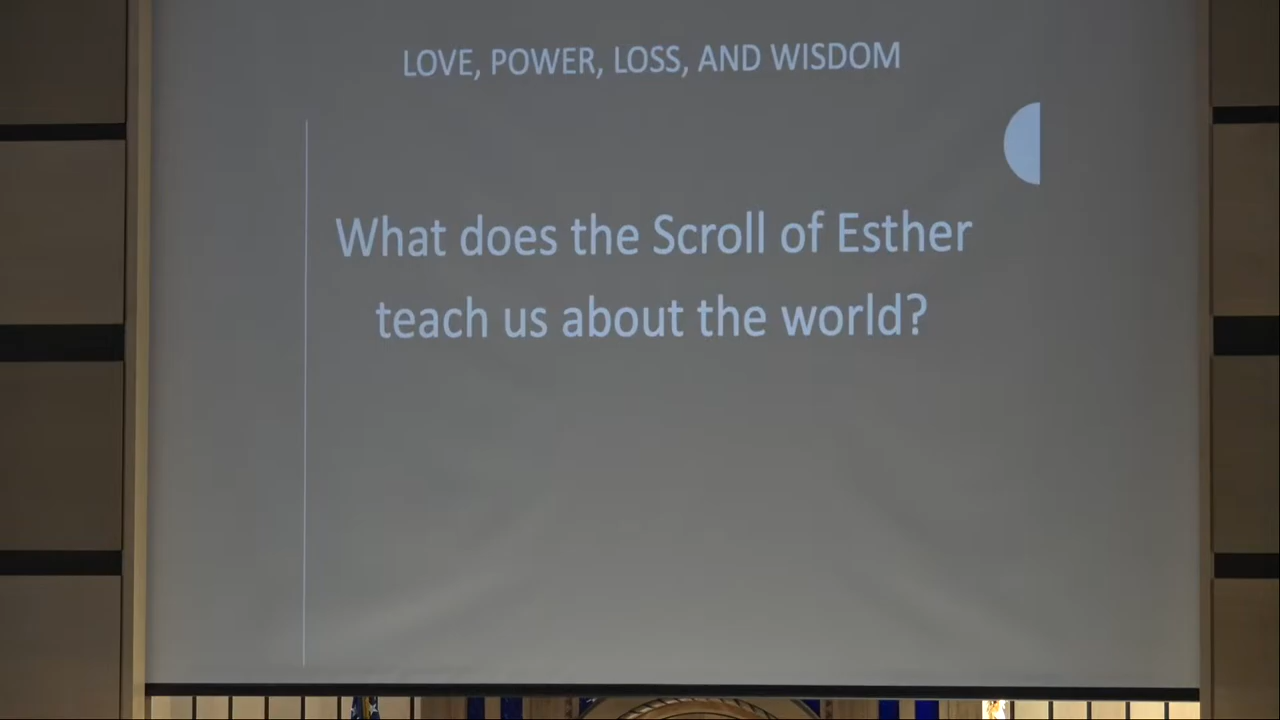 LOVE, POWER, LOSS, AND WISDOM
What does the Scroll of Esther
teach us about the world?